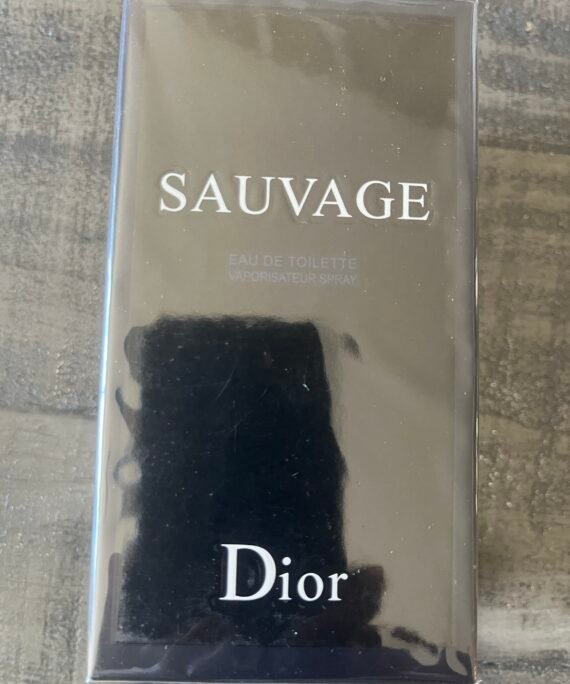 SAUVAGE
EAU DE TOILETTE
VAPORISATEUR SPRAY
Dior